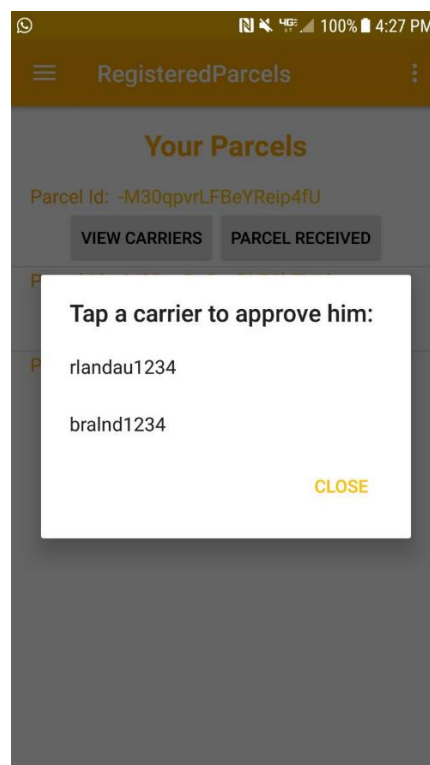 4GE 100% 4:27 PM
RegisteredParcels
Your Parcels
Parcel Id: -M30qpvrLFBeYReip4fU
VIEW CARRIERS PARCEL RECEIVED
Tap a carrier to approve him:
rlandau1234
bralnd1234
CLOSE